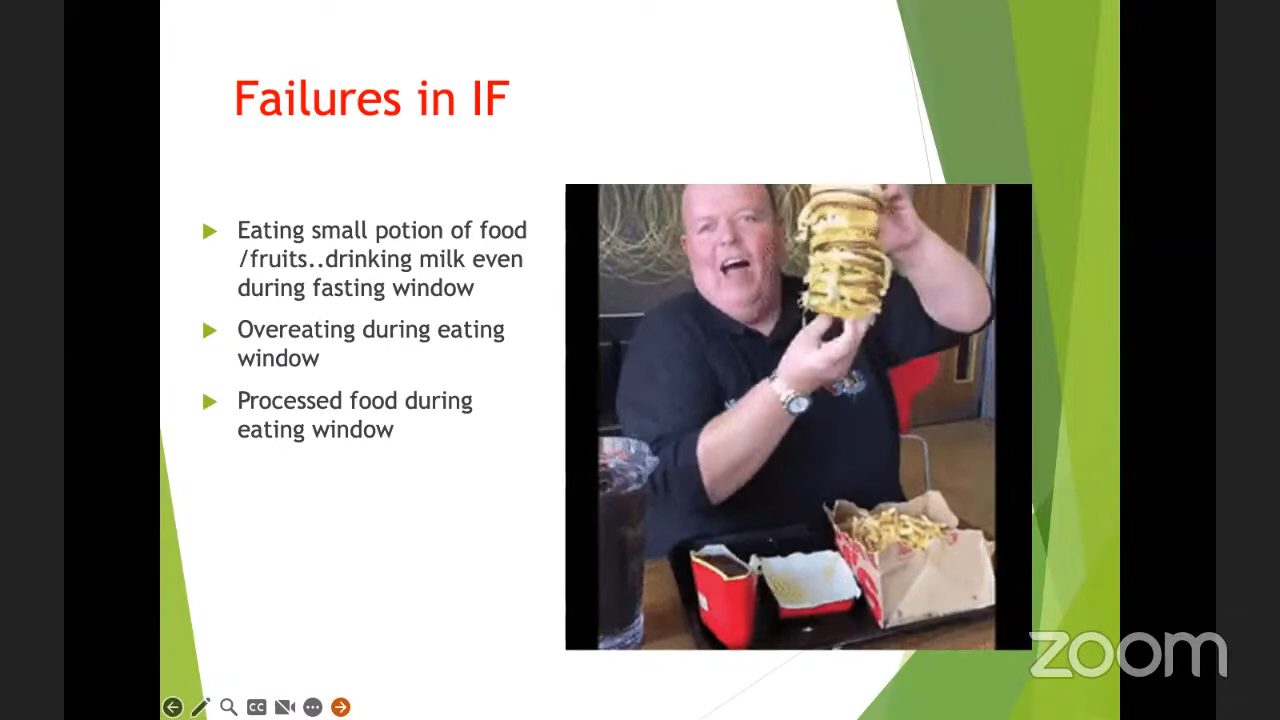 Failures in IF
Eating small potion of food
/fruits..drinking milk even
during fasting window
Overeating during eating
window
Processed food during
eating window
zoom
CC